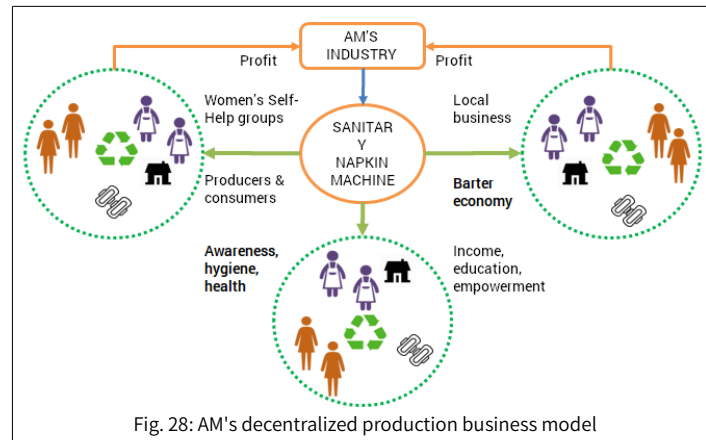 AM'S
INDUSTRY
Profit
Profit
Women's Self-
Help groups
Local
business
SANITAR
Y
NAPKIN
MACHINE
Producers &
consumers
Barter
economy
Awareness,
hygiene,
health
Income,
education,
empowerment
Fig. 28: AM's decentralized production business model